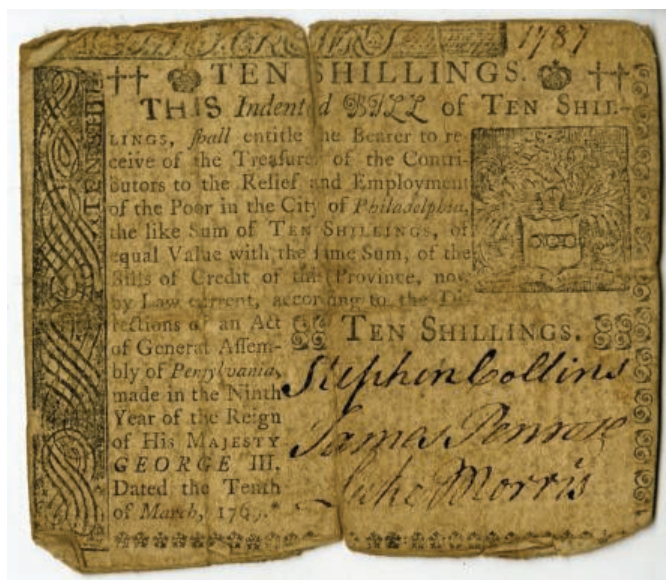 1787
TEN SHILLINGS.
THIS Indented BILL of TEN SHIL-
LINGS, shall entitle the Bearer to re-
ceive of the Treasurer of the Contri-
butors to the Relief and Employment
of the Poor in the City of Philadelphia,
the like Sum of TEN SHILLINGS, of
equal Value with the same Sum, of the
Bills of Credit of this Province, now
by Law current, according to the Di-
rections of an Act
of General Assem-
bly of Pensylvania,
made in the Ninth
Year of the Reign
of His MAJESTY
GEORGE III.
Dated the Tenth
of March, 1769.*
TEN SHILLINGS.
Stephen Collins
James Penrose
Luke Morris